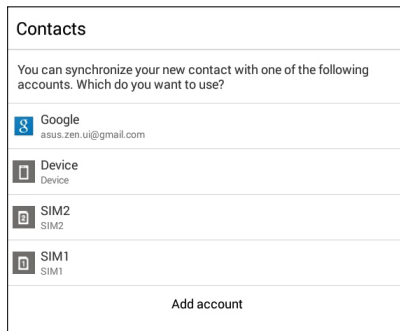 Contacts
You can synchronize your new contact with one of the following
accounts. Which do you want to use?
Google
asus.zen.ui@gmail.com
Device
Device
SIM2
SIM2
SIM1
SIM1
Add account